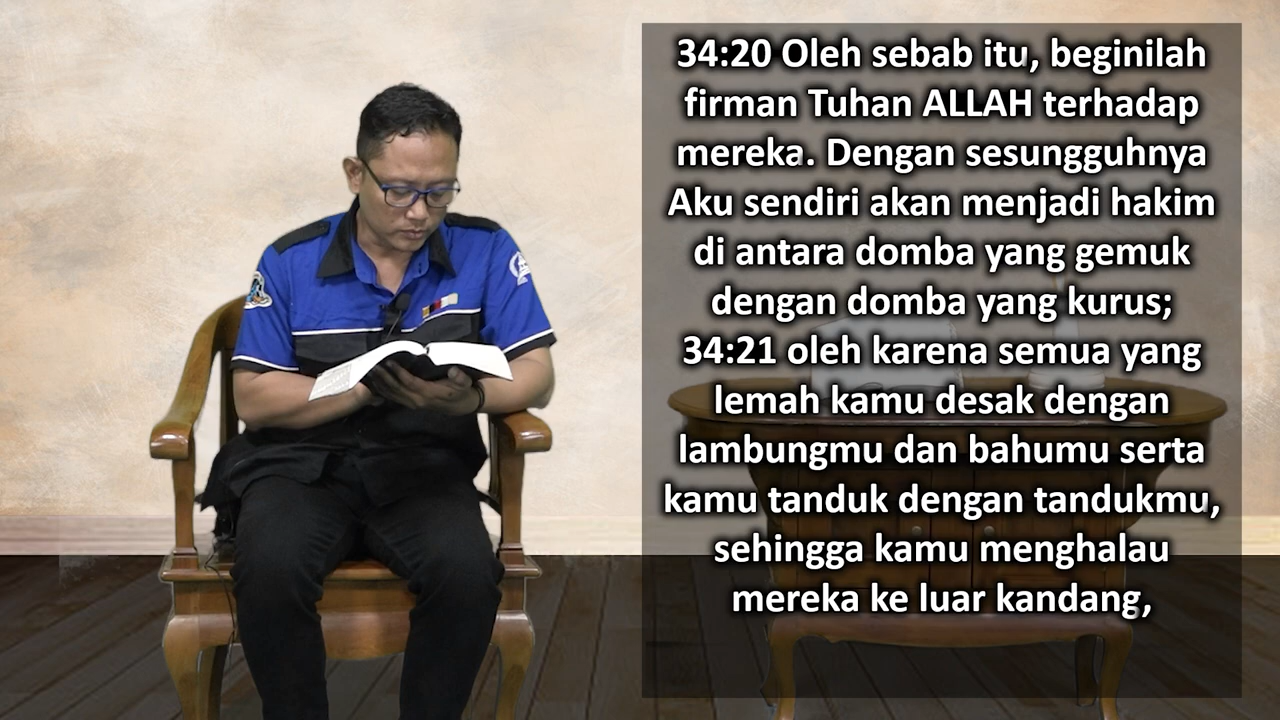 34:20 Oleh sebab itu, beginilah
firman Tuhan ALLAH terhadap
mereka. Dengan sesungguhnya
Aku sendiri akan menjadi hakim
di antara domba yang gemuk
dengan domba yang kurus;
34:21 oleh karena semua yang
lemah kamu desak dengan
lambungmu dan bahumu serta
kamu tanduk dengan tandukmu,
sehingga kamu menghalau
mereka ke luar kandang,